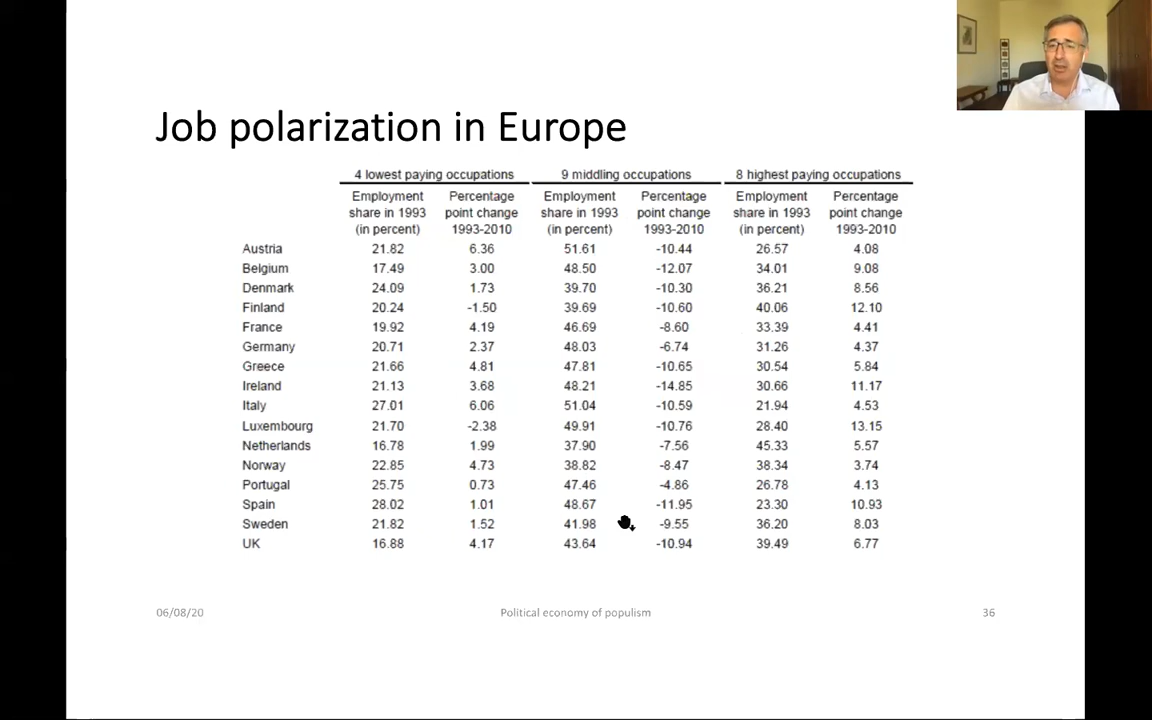 Job polarization in Europe
4 lowest paying occupations 9 middling occupations 8 highest paying occupations
Employment Percentage Employment Percentage Employment Percentage
share in 1993 point change share in 1993 point change share in 1993 point change
(in percent) 1993-2010 (in percent) 1993-2010 (in percent) 1993-2010
Austria 21.82 6.36 51.61 -10.44 26.57 4.08
Belgium 17.49 3.00 48.50 -12.07 34.01 9.08
Denmark 24.09 1.73 39.70 -10.30 36.21 8.56
Finland 20.24 -1.50 39.69 -10.60 40.06 12.10
France 19.92 4.19 46.69 -8.60 33.39 4.41
Germany 20.71 2.37 48.03 -6.74 31.26 4.37
Greece 21.66 4.81 47.81 -10.65 30.54 5.84
Ireland 21.13 3.68 48.21 -14.85 30.66 11.17
Italy 27.01 6.06 51.04 -10.59 21.94 4.53
Luxembourg 21.70 -2.38 49.91 -10.76 28.40 13.15
Netherlands 16.78 1.99 37.90 -7.56 45.33 5.57
Norway 22.85 4.73 38.82 -8.47 38.34 3.74
Portugal 25.75 0.73 47.46 -4.86 26.78 4.13
Spain 28.02 1.01 48.67 -11.95 23.30 10.93
Sweden 21.82 1.52 41.98 -9.55 36.20 8.03
UK 16.88 4.17 43.64 -10.94 39.49 6.77
06/08/20 Political economy of populism 36